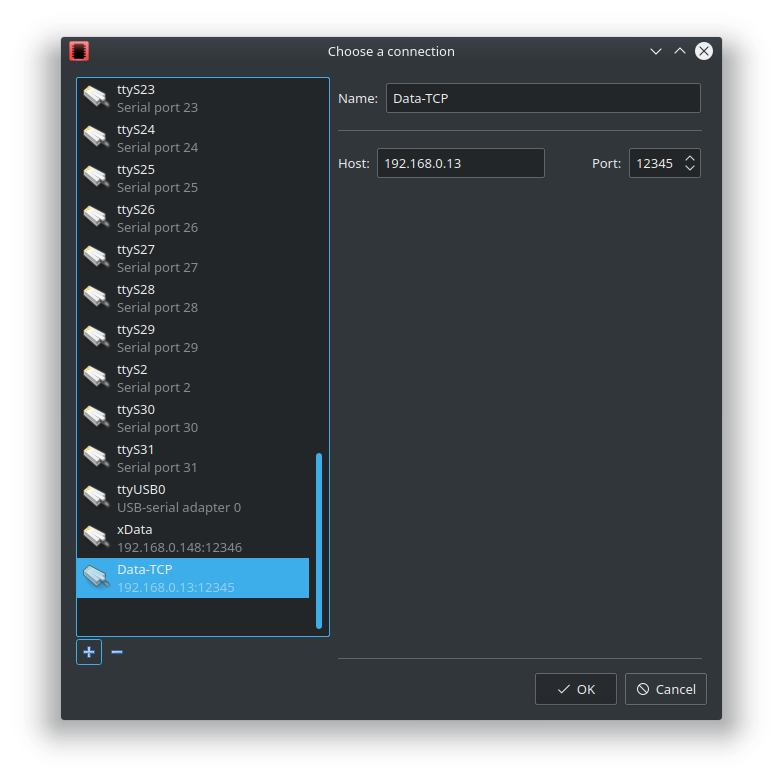 Choose a connection
ttyS23
Serial port 23
ttyS24
Serial port 24
ttyS25
Serial port 25
ttyS26
Serial port 26
ttyS27
Serial port 27
ttyS28
Serial port 28
ttyS29
Serial port 29
ttyS2
Serial port 2
ttyS30
Serial port 30
ttyS31
Serial port 31
ttyUSB0
USB-serial adapter 0
xData
192.168.0.148:12346
Data-TCP
192.168.0.13:12345
Name: Data-TCP
Host: 192.168.0.13 Port: 12345
OK Cancel